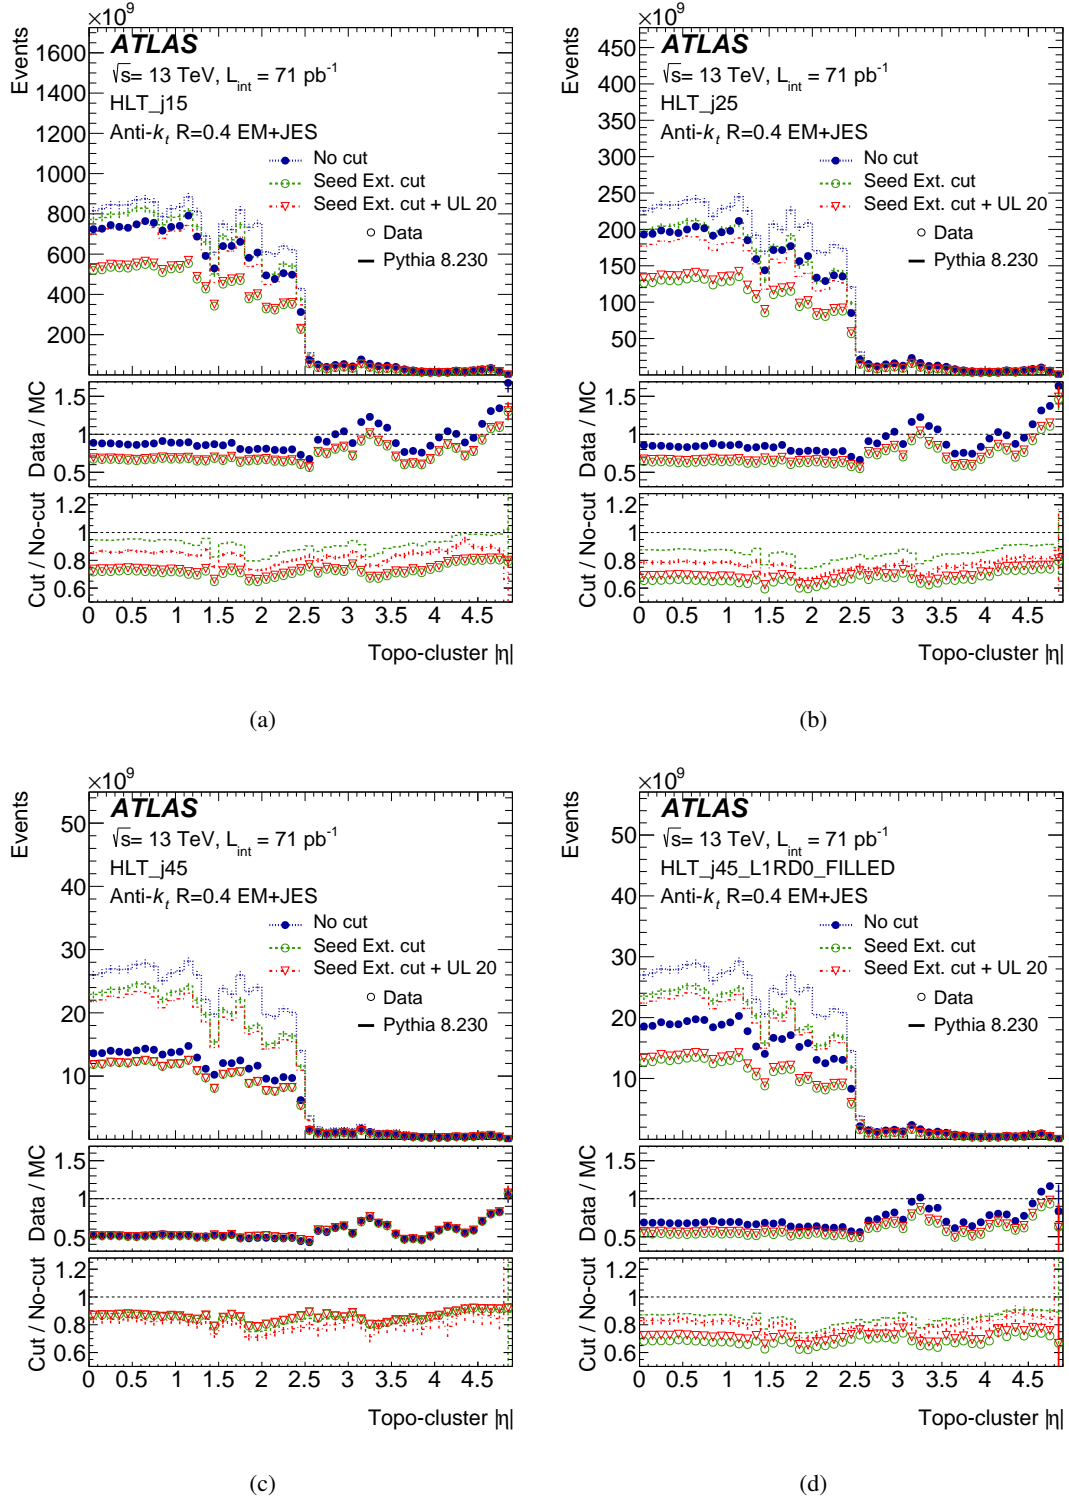 ×10⁹
Events
1600
1400
1200
1000
800
600
400
200
ATLAS
√s= 13 TeV, L_int = 71 pb⁻¹
HLT_j15
Anti-k_t R=0.4 EM+JES
No cut
Seed Ext. cut
Seed Ext. cut + UL 20
Data
Pythia 8.230
Data / MC
1.5
1
0.5
Cut / No-cut
1.2
1
0.8
0.6
0 0.5 1 1.5 2 2.5 3 3.5 4 4.5
Topo-cluster |η|
(a)
×10⁹
Events
450
400
350
300
250
200
150
100
50
ATLAS
√s= 13 TeV, L_int = 71 pb⁻¹
HLT_j25
Anti-k_t R=0.4 EM+JES
No cut
Seed Ext. cut
Seed Ext. cut + UL 20
Data
Pythia 8.230
Data / MC
1.5
1
0.5
Cut / No-cut
1.2
1
0.8
0.6
0 0.5 1 1.5 2 2.5 3 3.5 4 4.5
Topo-cluster |η|
(b)
×10⁹
Events
50
40
30
20
10
ATLAS
√s= 13 TeV, L_int = 71 pb⁻¹
HLT_j45
Anti-k_t R=0.4 EM+JES
No cut
Seed Ext. cut
Seed Ext. cut + UL 20
Data
Pythia 8.230
Data / MC
1.5
1
0.5
Cut / No-cut
1.2
1
0.8
0.6
0 0.5 1 1.5 2 2.5 3 3.5 4 4.5
Topo-cluster |η|
(c)
×10⁹
Events
50
40
30
20
10
ATLAS
√s= 13 TeV, L_int = 71 pb⁻¹
HLT_j45_L1RD0_FILLED
Anti-k_t R=0.4 EM+JES
No cut
Seed Ext. cut
Seed Ext. cut + UL 20
Data
Pythia 8.230
Data / MC
1.5
1
0.5
Cut / No-cut
1.2
1
0.8
0.6
0 0.5 1 1.5 2 2.5 3 3.5 4 4.5
Topo-cluster |η|
(d)